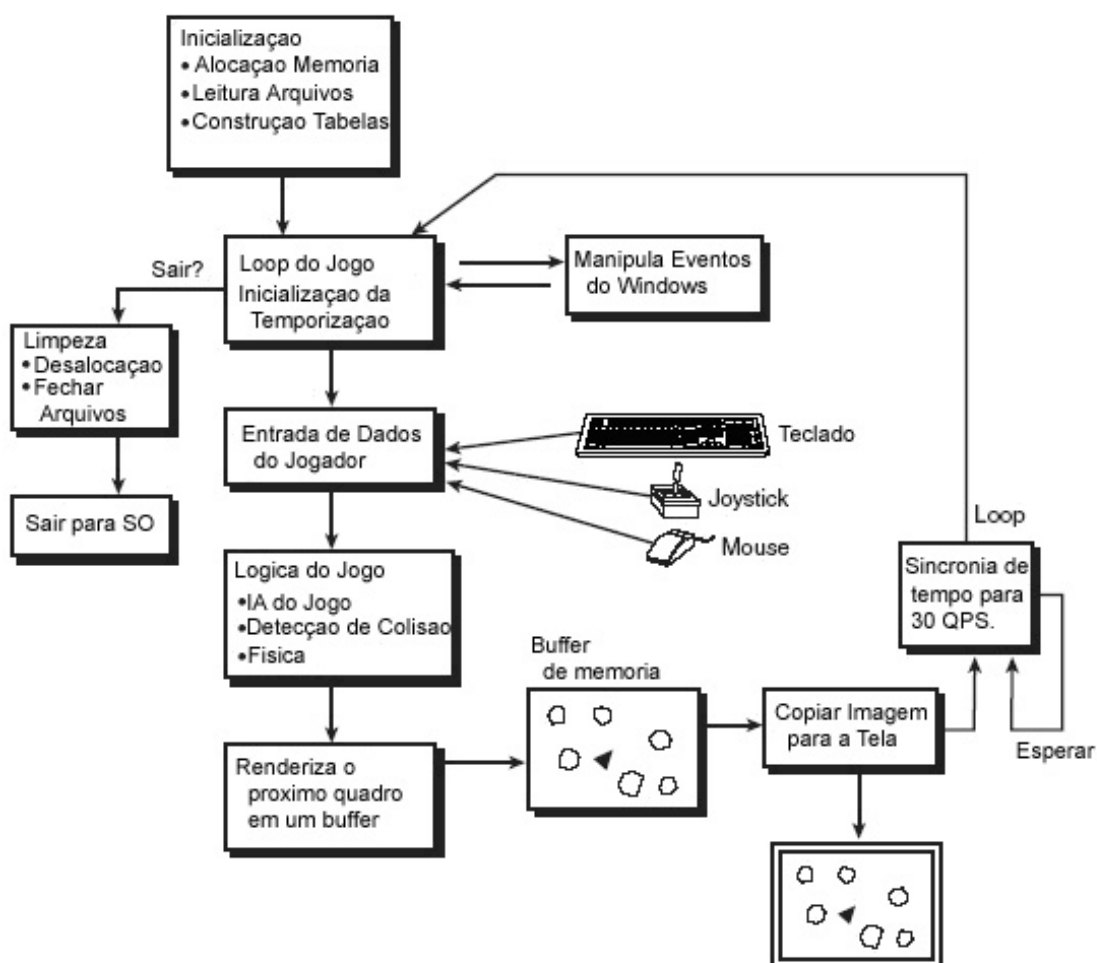 Inicializaçao
• Alocaçao Memoria
• Leitura Arquivos
• Construçao Tabelas
Sair?
Loop do Jogo
Inicializaçao da
Temporizaçao
Manipula Eventos
do Windows
Limpeza
• Desalocaçao
• Fechar
Arquivos
Sair para SO
Entrada de Dados
do Jogador
Teclado
Joystick
Mouse
Logica do Jogo
•IA do Jogo
•Detecçao de Colisao
•Fisica
Renderiza o
proximo quadro
em um buffer
Buffer
de memoria
Copiar Imagem
para a Tela
Loop
Sincronia de
tempo para
30 QPS.
Esperar